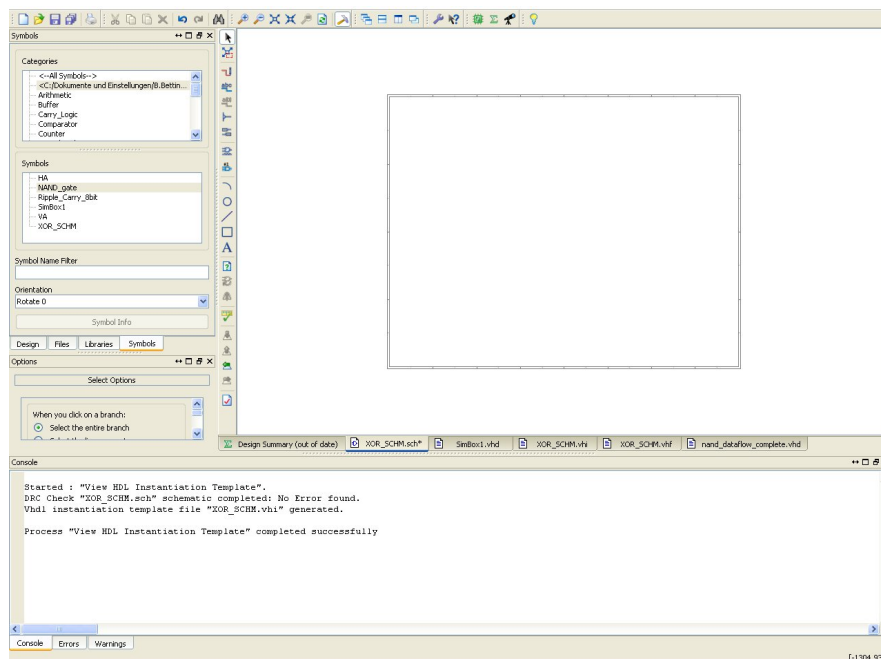 Symbols
Categories
<--All Symbols-->
<C:/Dokumente und Einstellungen/B.Bettin...
Arithmetic
Buffer
Carry_Logic
Comparator
Counter
Symbols
HA
NAND_gate
Ripple_Carry_8bit
SimBox1
VA
XOR_SCHM
Symbol Name Filter
Orientation
Rotate 0
Symbol Info
Design Files Libraries Symbols
Options
Select Options
When you click on a branch:
Select the entire branch
A
Design Summary (out of date) XOR_SCHM.sch* SimBox1.vhd XOR_SCHM.vhi XOR_SCHM.vhf nand_dataflow_complete.vhd
Console
Started : "View HDL Instantiation Template".
DRC Check "XOR_SCHM.sch" schematic completed: No Error found.
Vhdl instantiation template file "XOR_SCHM.vhi" generated.
Process "View HDL Instantiation Template" completed successfully
Console Errors Warnings
[-1304,93